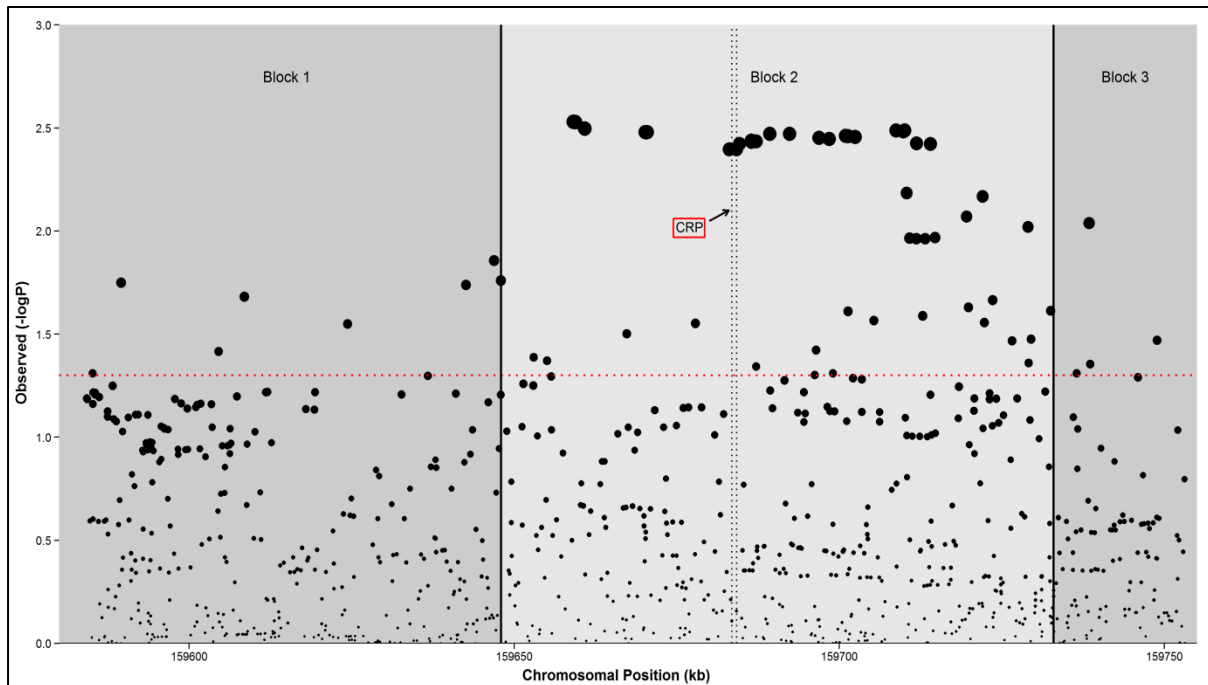 3.0
Block 1
Block 2
Block 3
2.5
CRP
2.0
1.5
1.0
0.5
0.0
Observed (-logP)
159600
159650
159700
159750
Chromosomal Position (kb)